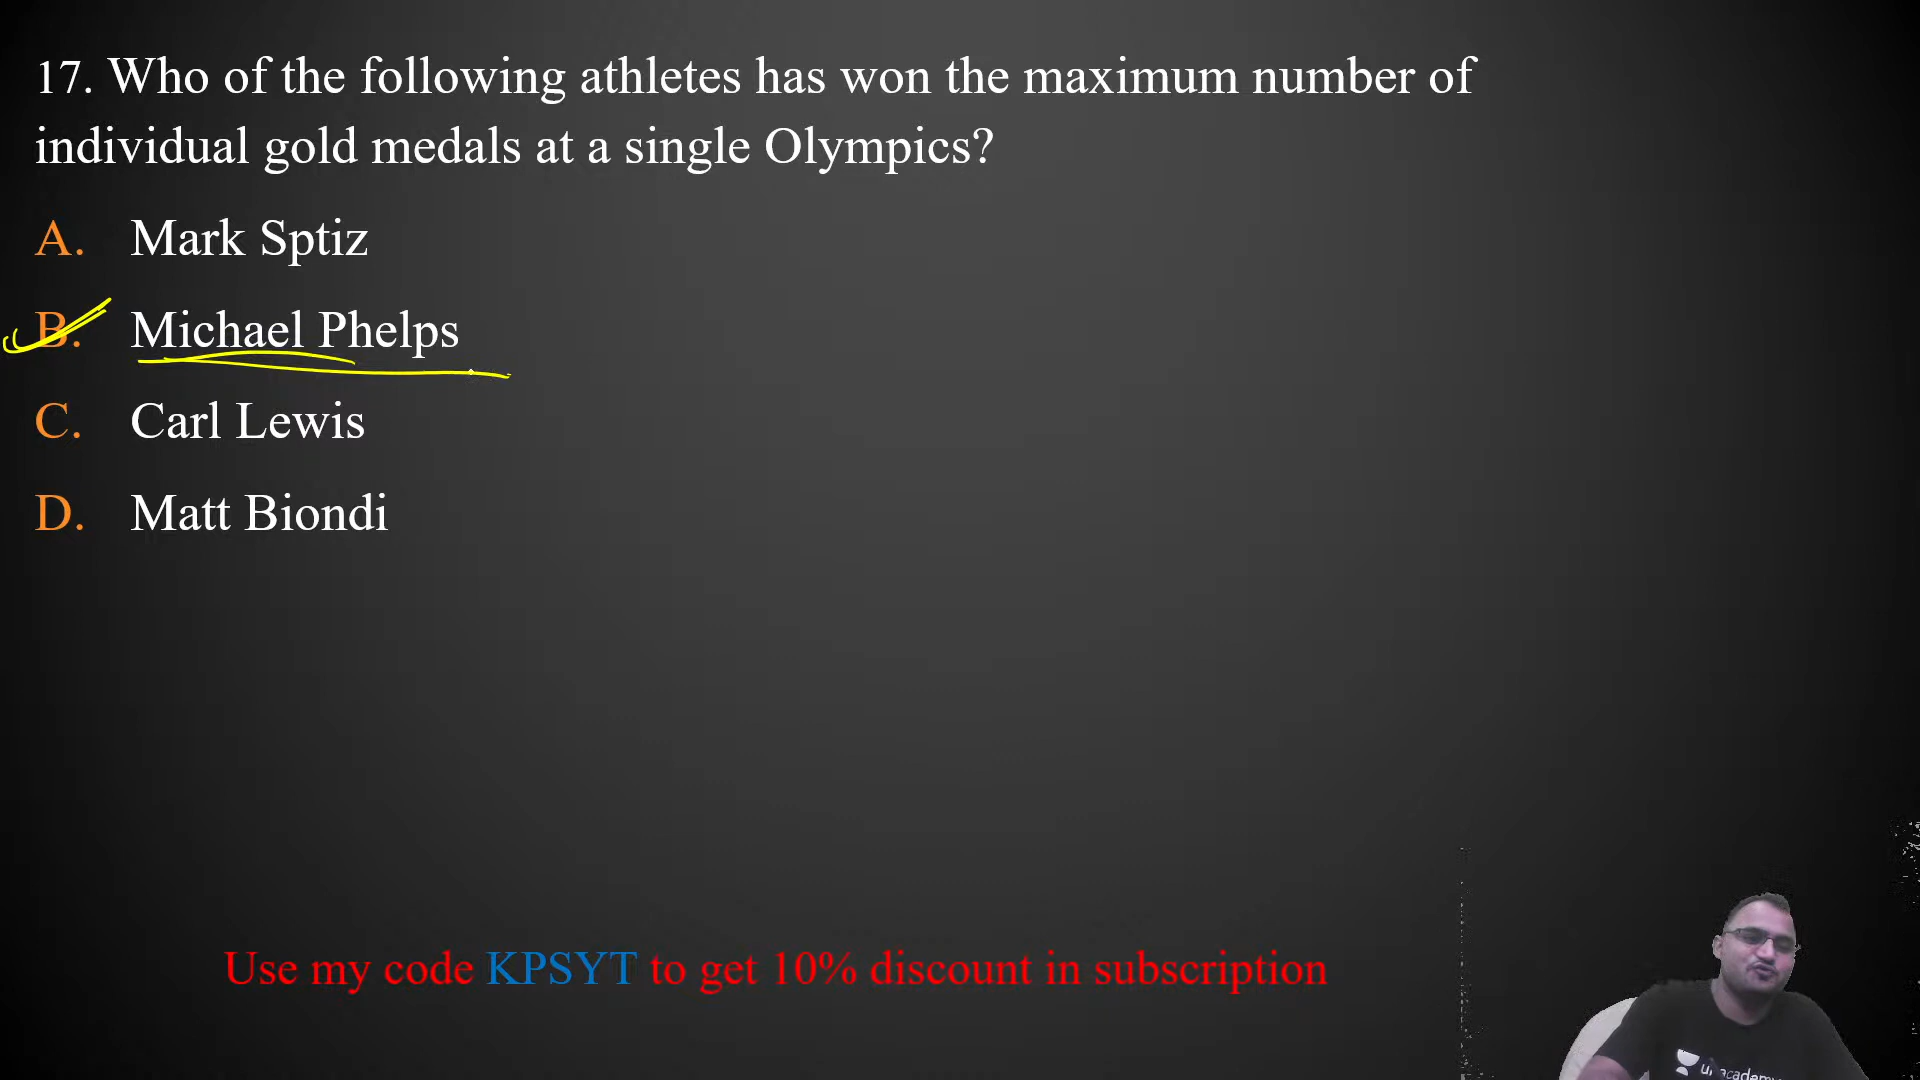 17. Who of the following athletes has won the maximum number of
individual gold medals at a single Olympics?
A. Mark Sptiz
B. Michael Phelps
C. Carl Lewis
D. Matt Biondi
Use my code KPSYT to get 10% discount in subscription